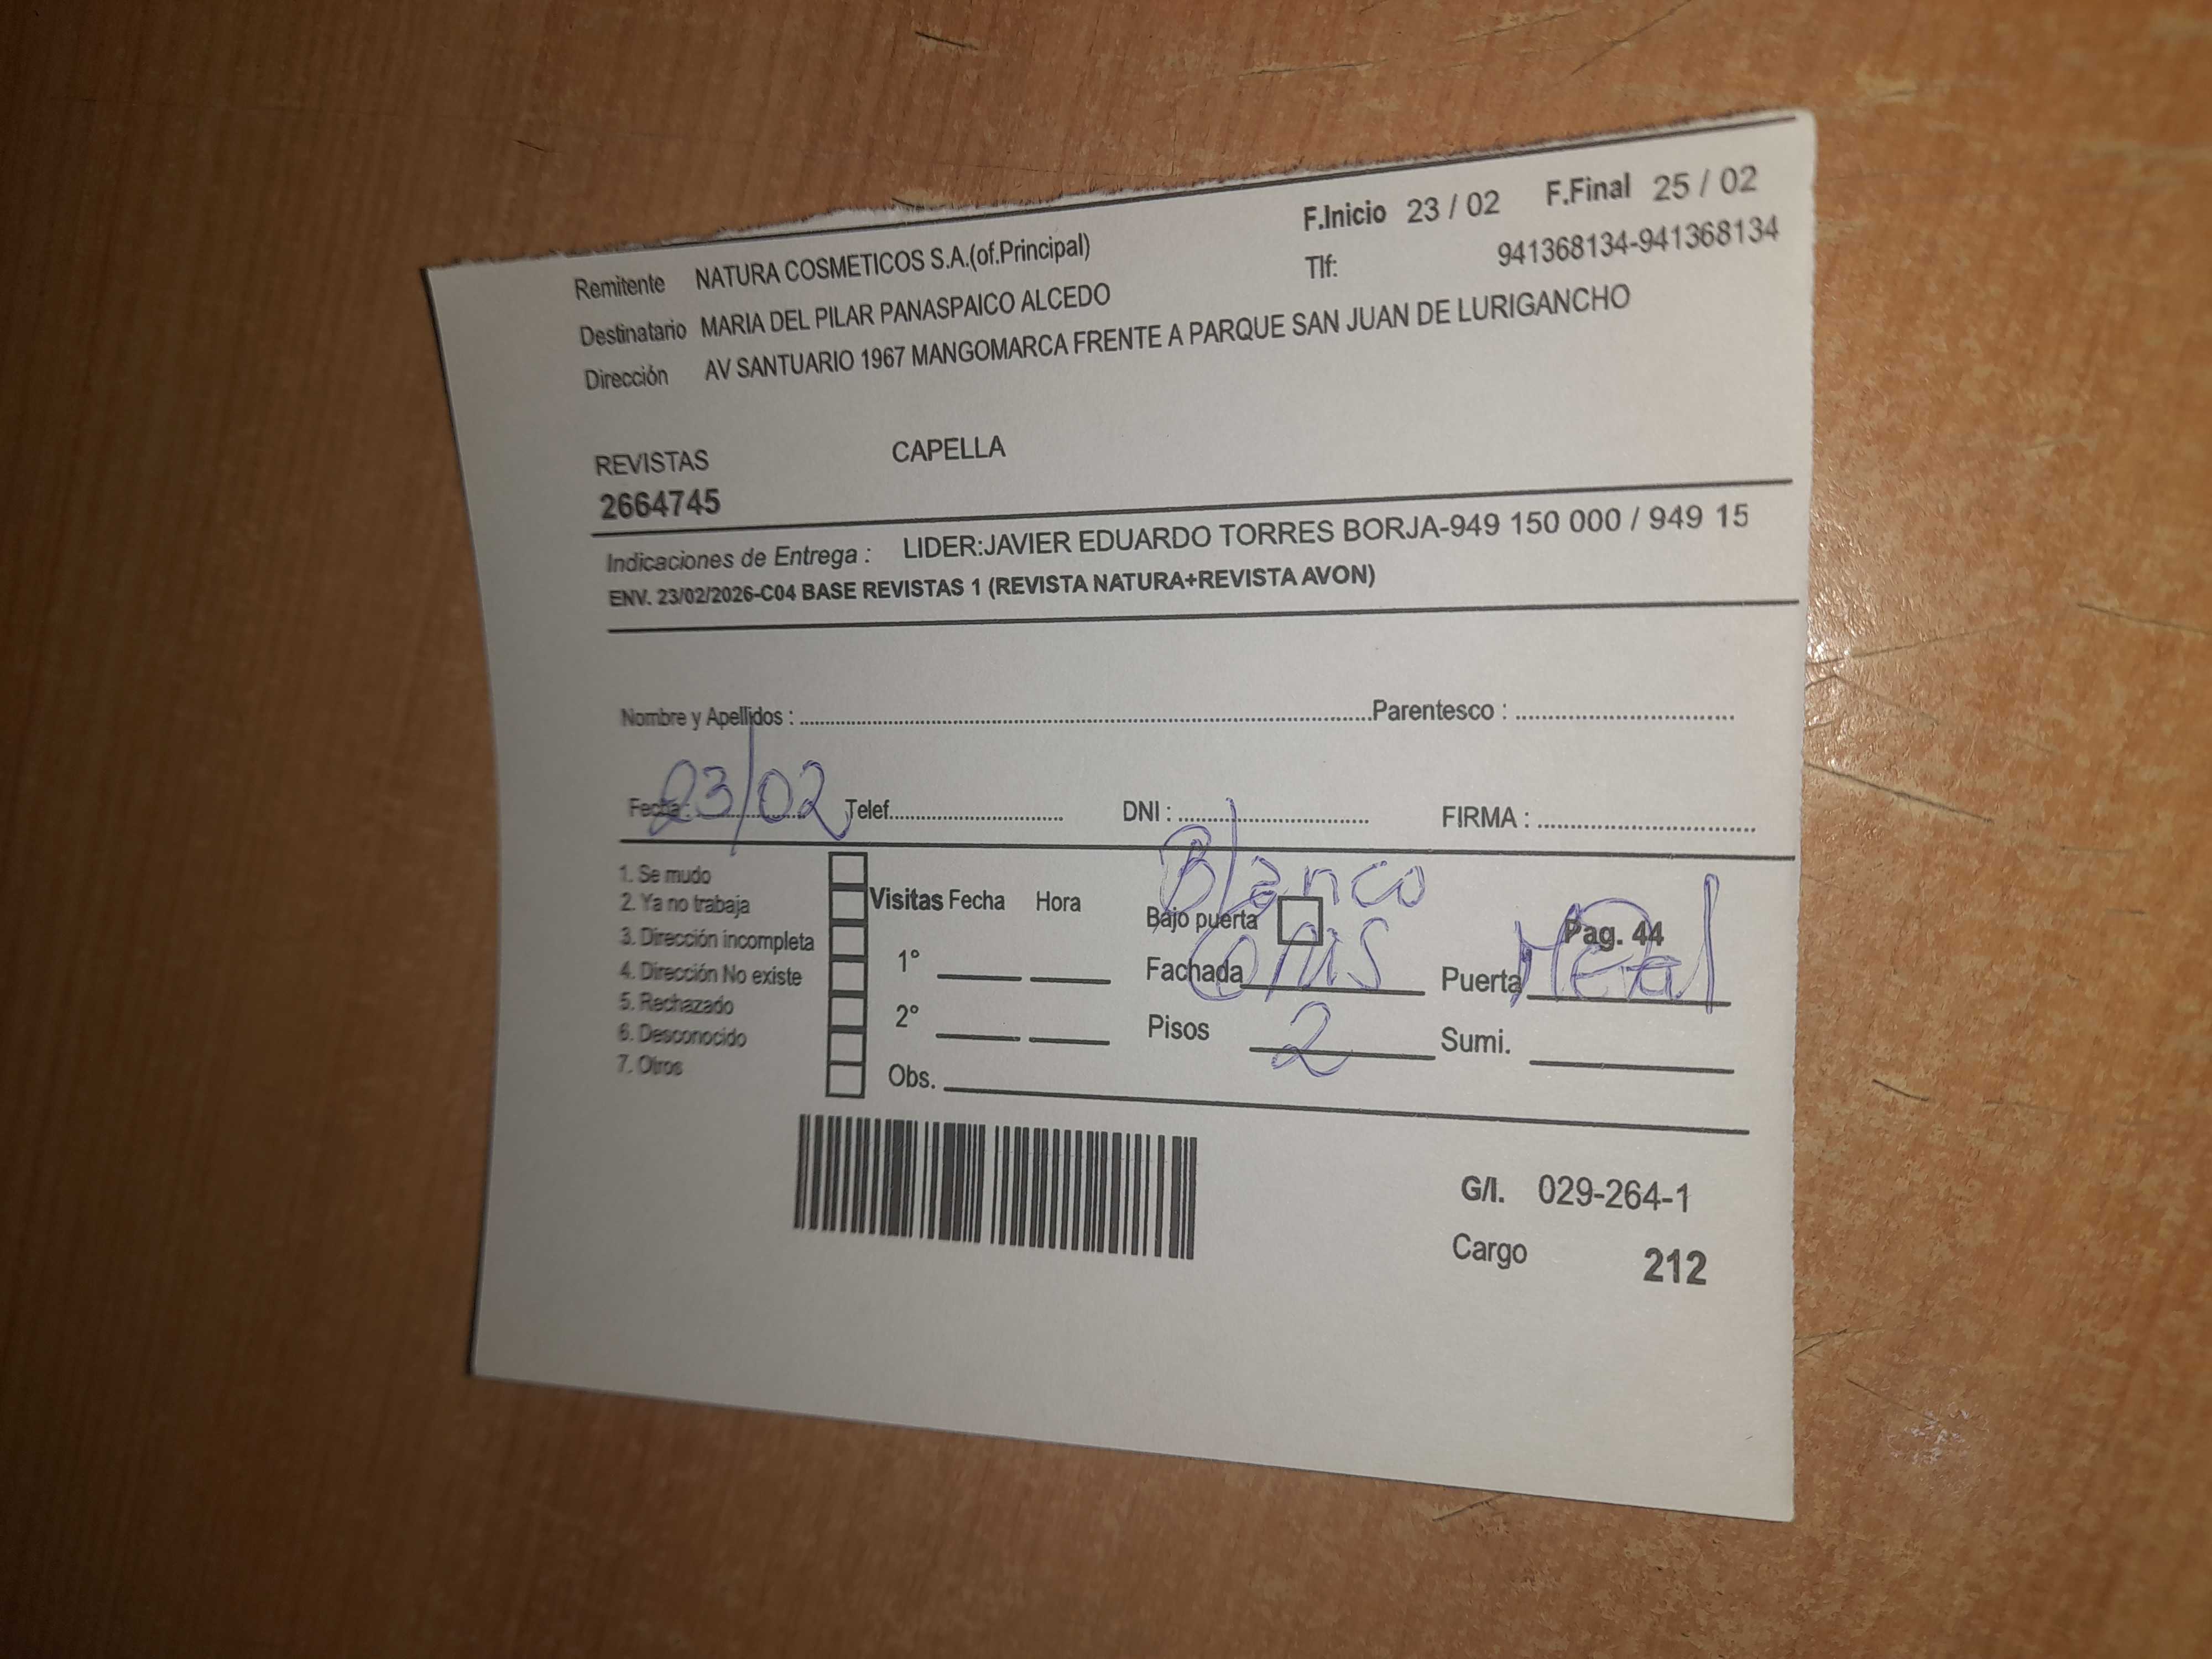 F.Inicio 23 / 02 F.Final 25 / 02
Remitente NATURA COSMETICOS S.A.(of.Principal) Tlf: 941368134-941368134
Destinatario MARIA DEL PILAR PANASPAICO ALCEDO
Dirección AV SANTUARIO 1967 MANGOMARCA FRENTE A PARQUE SAN JUAN DE LURIGANCHO
REVISTAS CAPELLA
2664745
Indicaciones de Entrega : LIDER:JAVIER EDUARDO TORRES BORJA-949 150 000 / 949 15
ENV. 23/02/2026-C04 BASE REVISTAS 1 (REVISTA NATURA+REVISTA AVON)
Nombre y Apellidos : Parentesco :
Fecha : 23/02 Telef. DNI : FIRMA :
1. Se mudo
2. Ya no trabaja
3. Dirección incompleta
4. Dirección No existe
5. Rechazado
6. Desconocido
7. Otros
Visitas Fecha Hora
1°
2°
Obs.
Blanco
Bajo puerta Pag. 44
Fachada Puerta Metal
Pisos 2 Sumi.
G/I. 029-264-1
Cargo 212